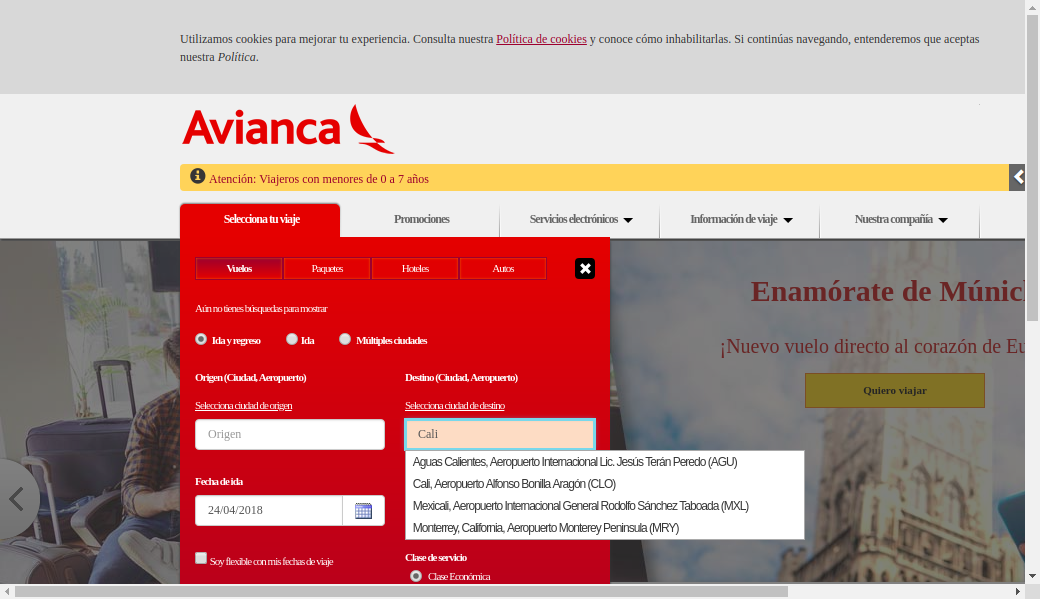 Utilizamos cookies para mejorar tu experiencia. Consulta nuestra Política de cookies y conoce cómo inhabilitarlas. Si continúas navegando, entenderemos que aceptas
nuestra Política.
Avianca
Atención: Viajeros con menores de 0 a 7 años
Selecciona tu viaje Promociones Servicios electrónicos Información de viaje Nuestra compañía
Vuelos Paquetes Hoteles Autos
Enamórate de Múnich
Aún no tienes búsquedas para mostrar
Ida y regreso Ida Múltiples ciudades
¡Nuevo vuelo directo al corazón de Eu
Origen (Ciudad, Aeropuerto) Destino (Ciudad, Aeropuerto)
Quiero viajar
Selecciona ciudad de origen Selecciona ciudad de destino
Origen Cali
Aguas Calientes, Aeropuerto Internacional Lic. Jesús Terán Peredo (AGU)
Fecha de ida
Cali, Aeropuerto Alfonso Bonilla Aragón (CLO)
24/04/2018
Mexicali, Aeropuerto Internacional General Rodolfo Sánchez Taboada (MXL)
Monterrey, California, Aeropuerto Monterey Peninsula (MRY)
Soy flexible con mis fechas de viaje Clase de servicio
Clase Económica